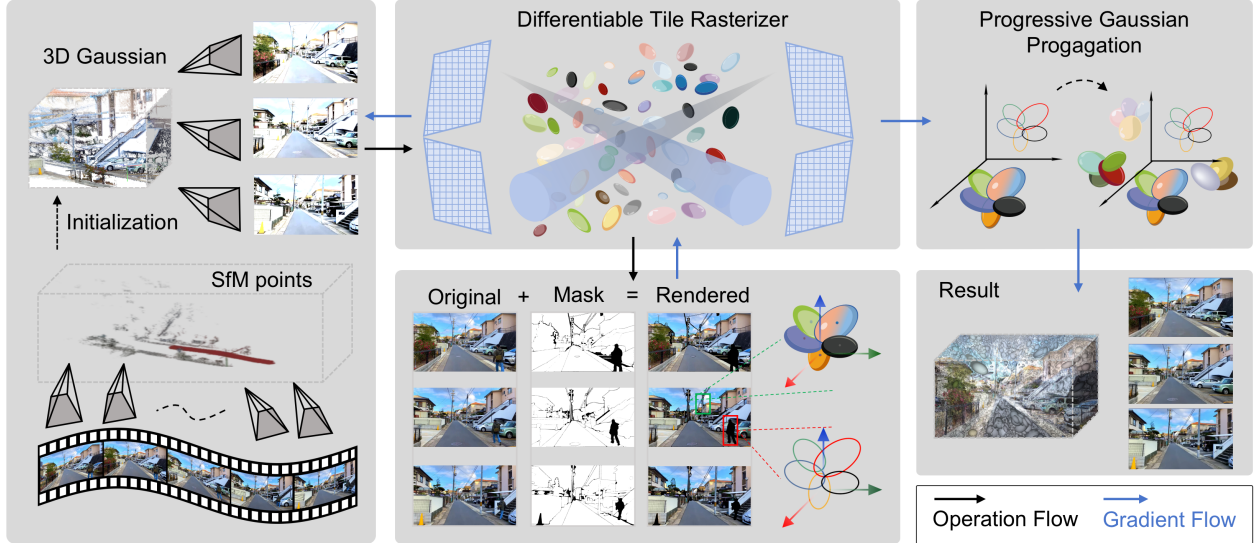 3D Gaussian
Initialization
SfM points
Differentiable Tile Rasterizer
Original + Mask = Rendered
Progressive Gaussian
Progagation
Result
Operation Flow
Gradient Flow